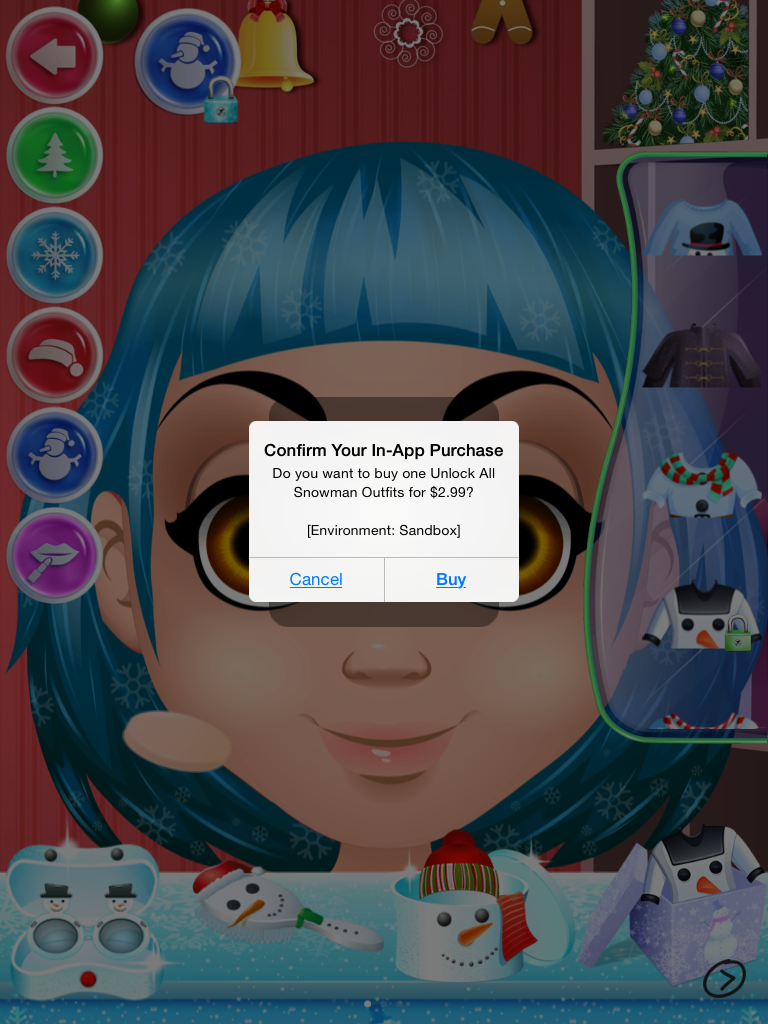 Confirm Your In-App Purchase
Do you want to buy one Unlock All
Snowman Outfits for $2.99?
[Environment: Sandbox]
Cancel
Buy